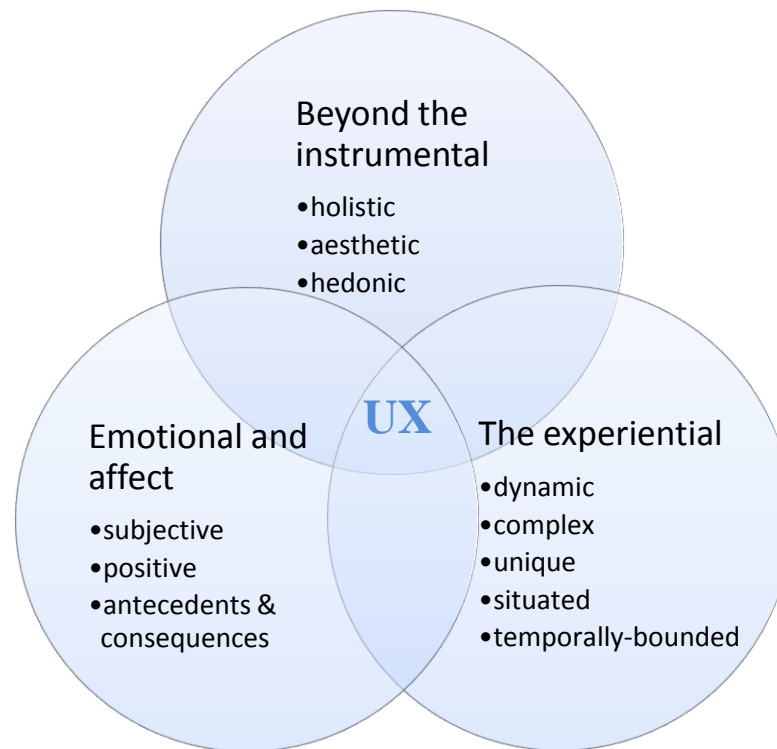 Beyond the
instrumental
•holistic
•aesthetic
•hedonic
UX
Emotional and
affect
•subjective
•positive
•antecedents &
consequences
The experiential
•dynamic
•complex
•unique
•situated
•temporally-bounded